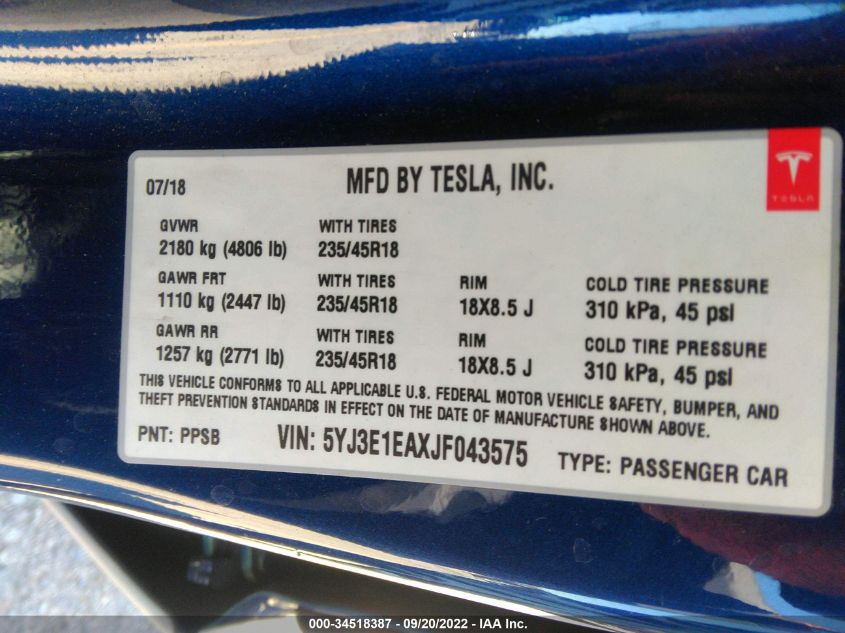 07/18 MFD BY TESLA, INC.
TESLA
GVWR WITH TIRES
2180 kg (4806 lb) 235/45R18
GAWR FRT WITH TIRES RIM COLD TIRE PRESSURE
1110 kg (2447 lb) 235/45R18 18X8.5 J 310 kPa, 45 psi
GAWR RR WITH TIRES RIM COLD TIRE PRESSURE
1257 kg (2771 lb) 235/45R18 18X8.5 J 310 kPa, 45 psi
THIS VEHICLE CONFORMS TO ALL APPLICABLE U.S. FEDERAL MOTOR VEHICLE SAFETY, BUMPER, AND
THEFT PREVENTION STANDARDS IN EFFECT ON THE DATE OF MANUFACTURE SHOWN ABOVE.
PNT: PPSB VIN: 5YJ3E1EAXJF043575 TYPE: PASSENGER CAR
000-34518387 - 09/20/2022 - IAA Inc.